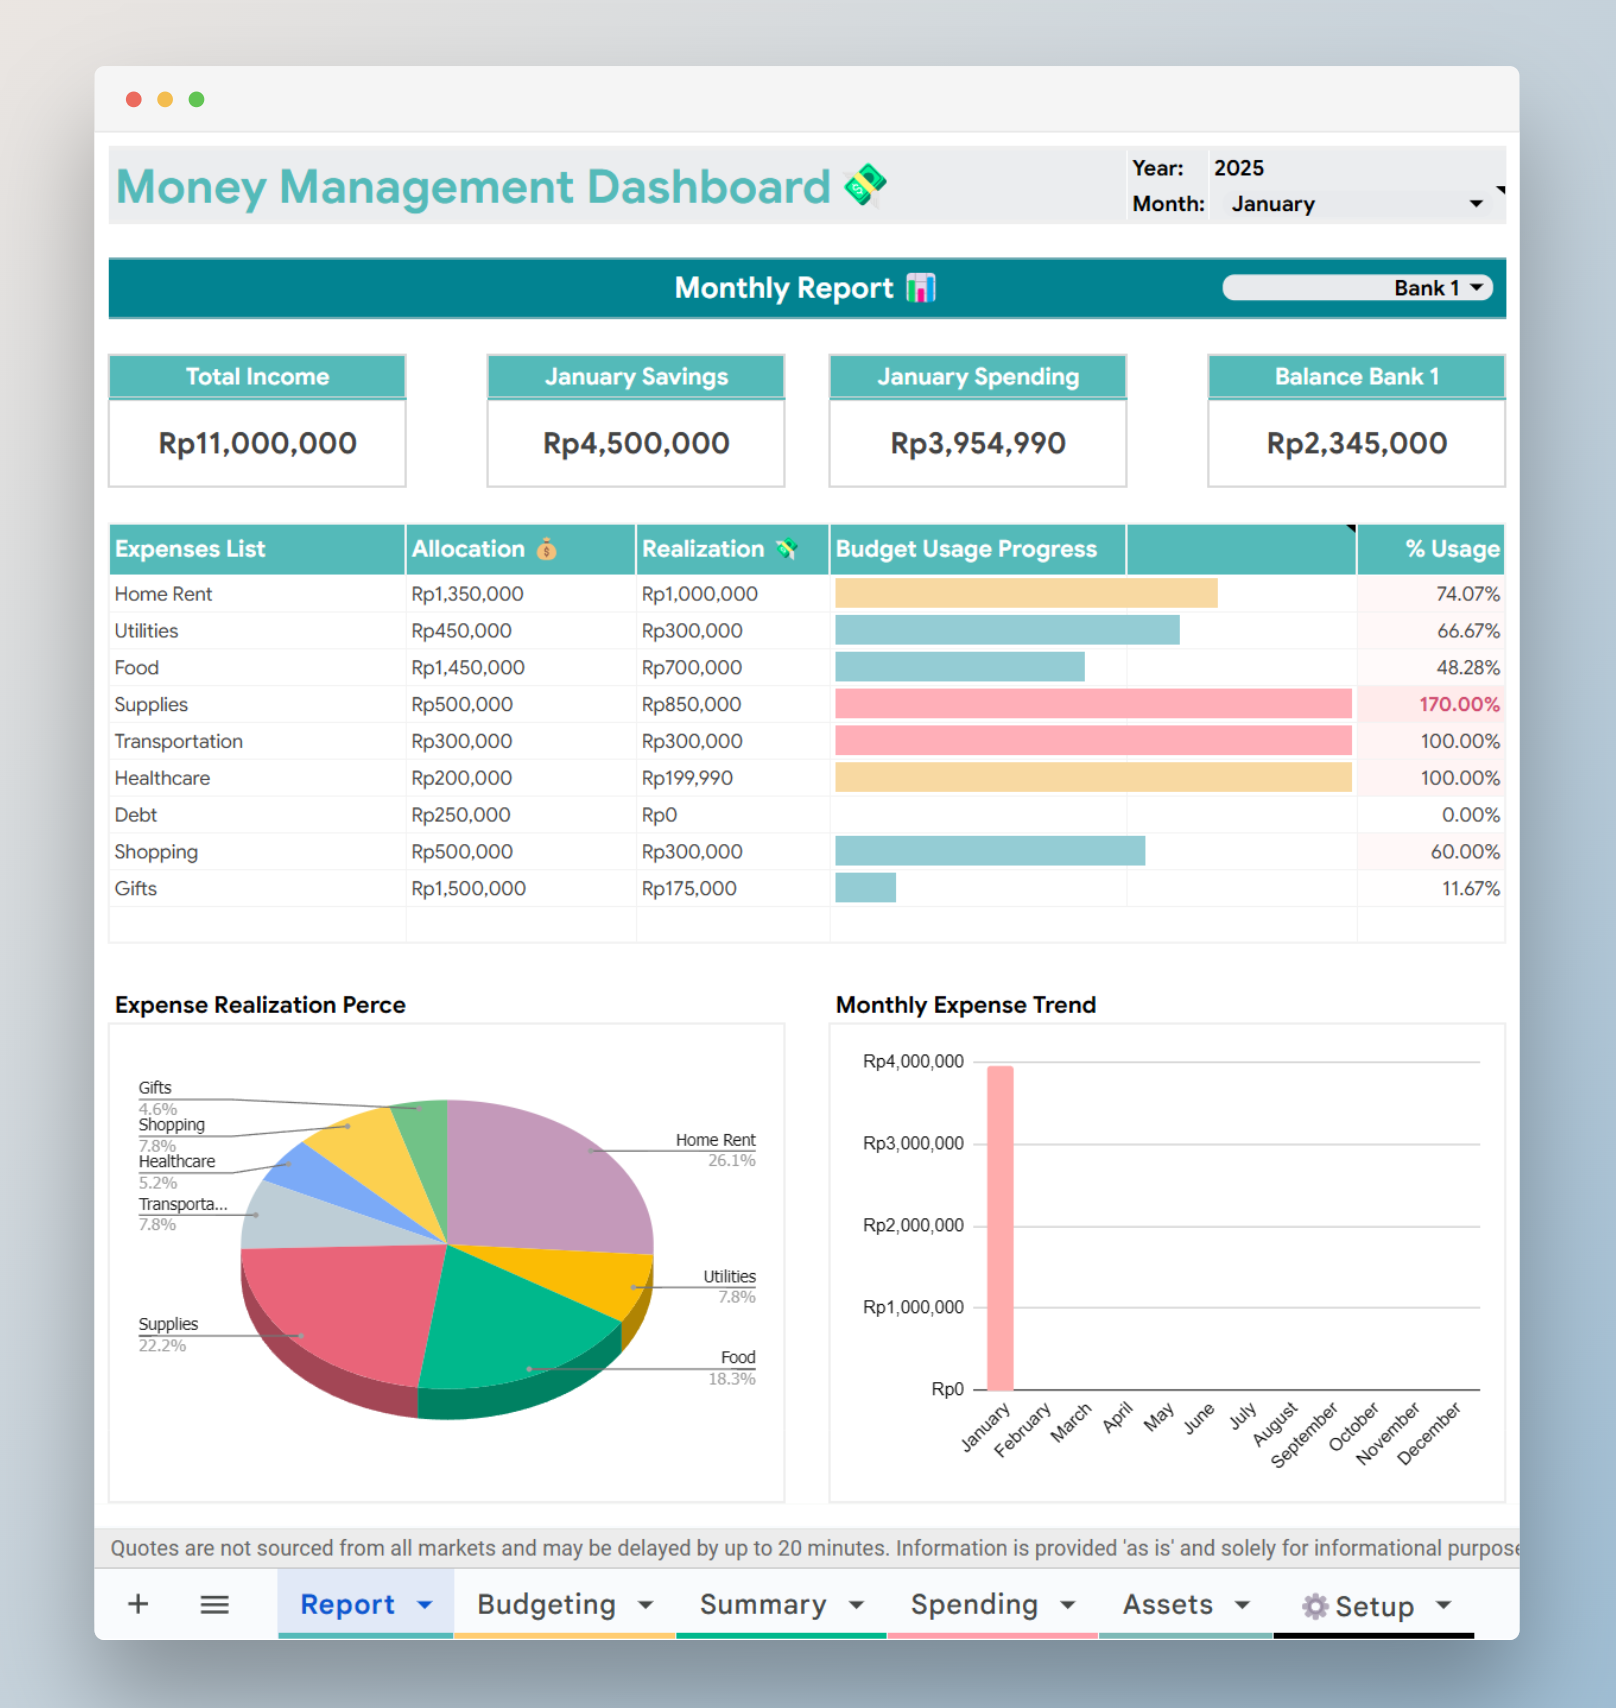 Money Management Dashboard
Year: 2025
Month: January
Monthly Report
Bank 1
Total Income
Rp11,000,000
January Savings
Rp4,500,000
January Spending
Rp3,954,990
Balance Bank 1
Rp2,345,000
Expenses List Allocation Realization Budget Usage Progress % Usage
Home Rent Rp1,350,000 Rp1,000,000 74.07%
Utilities Rp450,000 Rp300,000 66.67%
Food Rp1,450,000 Rp700,000 48.28%
Supplies Rp500,000 Rp850,000 170.00%
Transportation Rp300,000 Rp300,000 100.00%
Healthcare Rp200,000 Rp199,990 100.00%
Debt Rp250,000 Rp0 0.00%
Shopping Rp500,000 Rp300,000 60.00%
Gifts Rp1,500,000 Rp175,000 11.67%
Expense Realization Perce
Gifts
4.6%
Shopping
7.8%
Healthcare
5.2%
Transporta...
7.8%
Supplies
22.2%
Home Rent
26.1%
Utilities
7.8%
Food
18.3%
Monthly Expense Trend
Rp4,000,000
Rp3,000,000
Rp2,000,000
Rp1,000,000
Rp0
January
February
March
April
May
June
July
August
September
October
November
December
Quotes are not sourced from all markets and may be delayed by up to 20 minutes. Information is provided 'as is' and solely for informational purpose
+ Report Budgeting Summary Spending Assets Setup